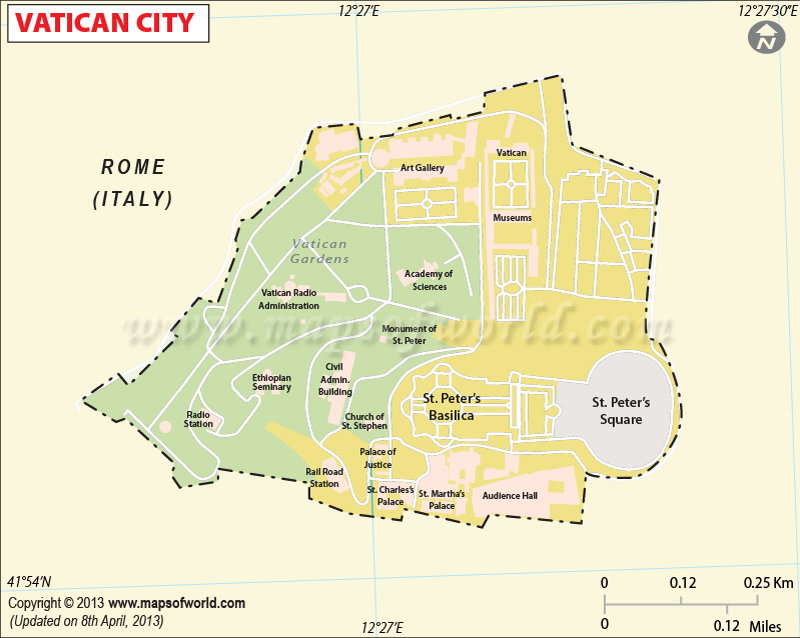 VATICAN CITY
12°27'E
12°27'30"E
N
ROME
(ITALY)
Art Gallery
Vatican
Museums
Vatican
Gardens
Academy of
Sciences
Vatican Radio
Administration
www.mapsofworld.com
Monument of
St. Peter
Civil
Admin.
Building
Ethiopian
Seminary
St. Peter's
Basilica
St. Peter's
Square
Radio
Station
Church of
St. Stephen
Palace of
Justice
Rail Road
Station
St. Charles's
Palace
St. Martha's
Palace
Audience Hall
41°54'N
0 0.12 0.25 Km
0 0.12 Miles
Copyright © 2013 www.mapsofworld.com
(Updated on 8th April, 2013)
12°27'E